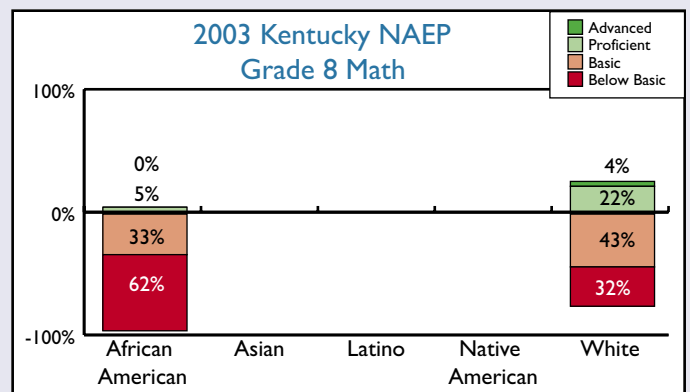 2003 Kentucky NAEP
Grade 8 Math
Advanced
Proficient
Basic
Below Basic
100%
0%
-100%
0%
5%
33%
62%
4%
22%
43%
32%
African American
Asian
Latino
Native American
White